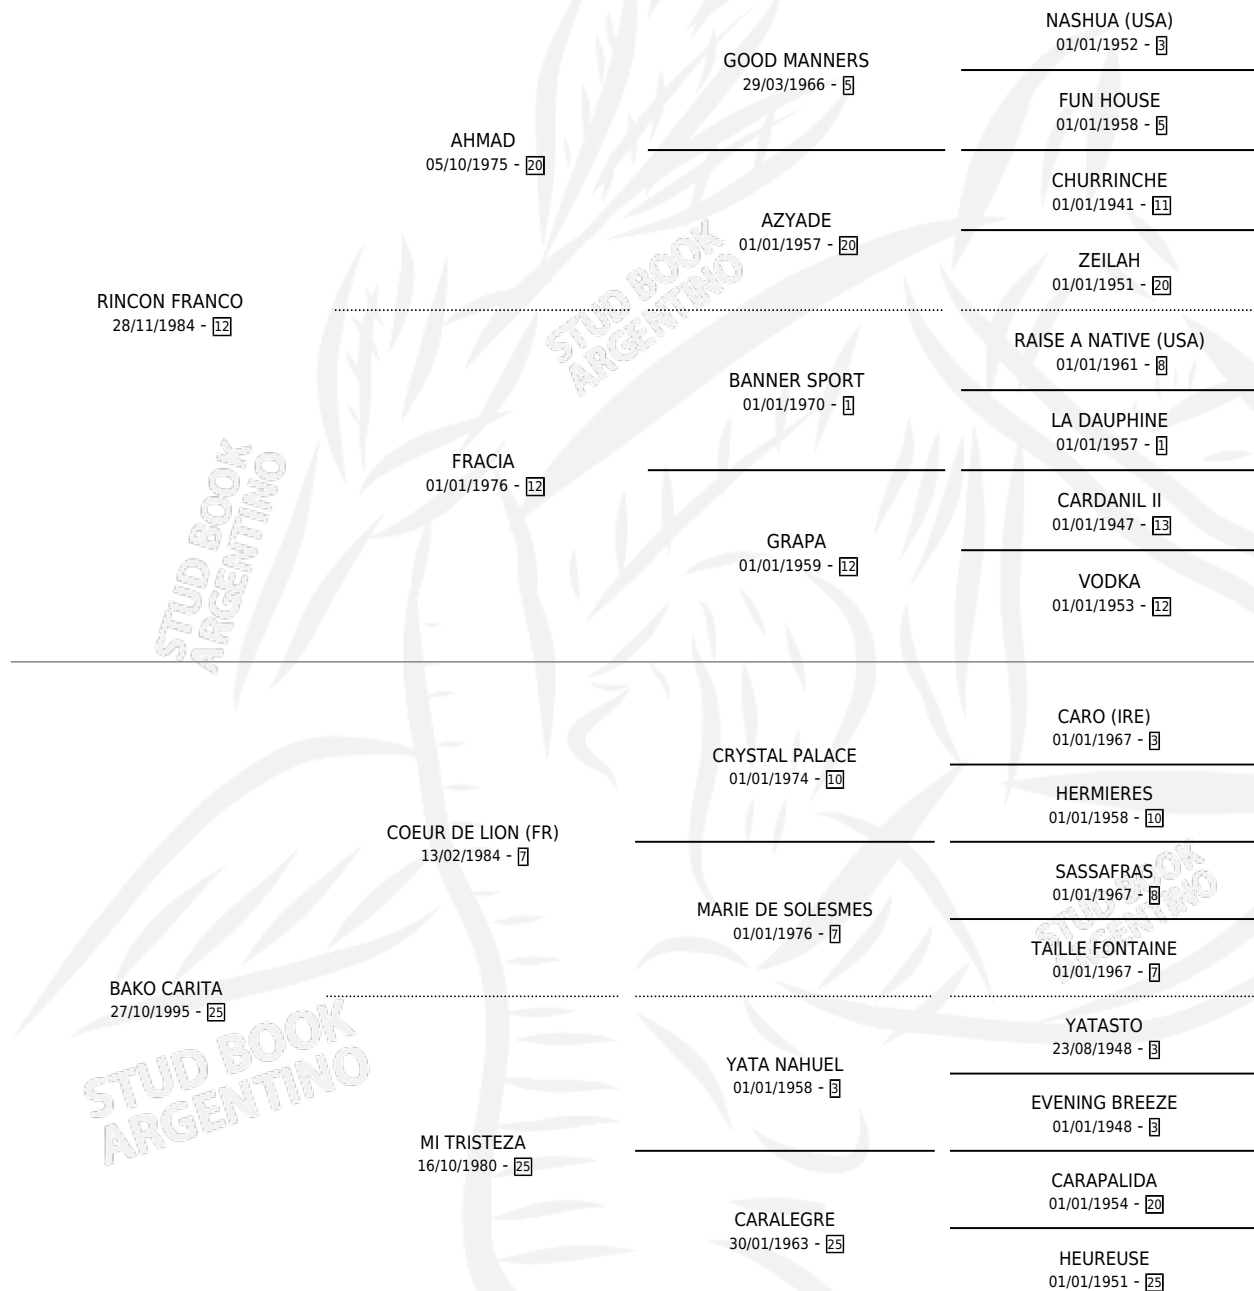 NASHUA (USA)
01/01/1952 - 3
GOOD MANNERS
29/03/1966 - 5
FUN HOUSE
01/01/1958 - 5
AHMAD
05/10/1975 - 20
CHURRINCHE
01/01/1941 - 11
AZYADE
01/01/1957 - 20
ZEILAH
01/01/1951 - 20
RINCON FRANCO
28/11/1984 - 12
STUD BOOK
ARGENTINO
RAISE A NATIVE (USA)
01/01/1961 - 8
BANNER SPORT
01/01/1970 - 1
LA DAUPHINE
01/01/1957 - 1
FRACIA
01/01/1976 - 12
CARDANIL II
01/01/1947 - 13
GRAPA
01/01/1959 - 12
VODKA
01/01/1953 - 12
STUD BOOK
ARGENTINO
CARO (IRE)
01/01/1967 - 3
CRYSTAL PALACE
01/01/1974 - 10
HERMIERES
01/01/1958 - 10
COEUR DE LION (FR)
13/02/1984 - 7
SASSAFRAS
01/01/1967 - 8
MARIE DE SOLESMES
01/01/1976 - 7
STUD BOOK
ARGENTINO
TAILLE FONTAINE
01/01/1967 - 7
BAKO CARITA
27/10/1995 - 25
YATASTO
23/08/1948 - 3
YATA NAHUEL
01/01/1958 - 3
EVENING BREEZE
01/01/1948 - 3
STUD BOOK
ARGENTINO
MI TRISTEZA
16/10/1980 - 25
CARAPALIDA
01/01/1954 - 20
CARALEGRE
30/01/1963 - 25
HEUREUSE
01/01/1951 - 25